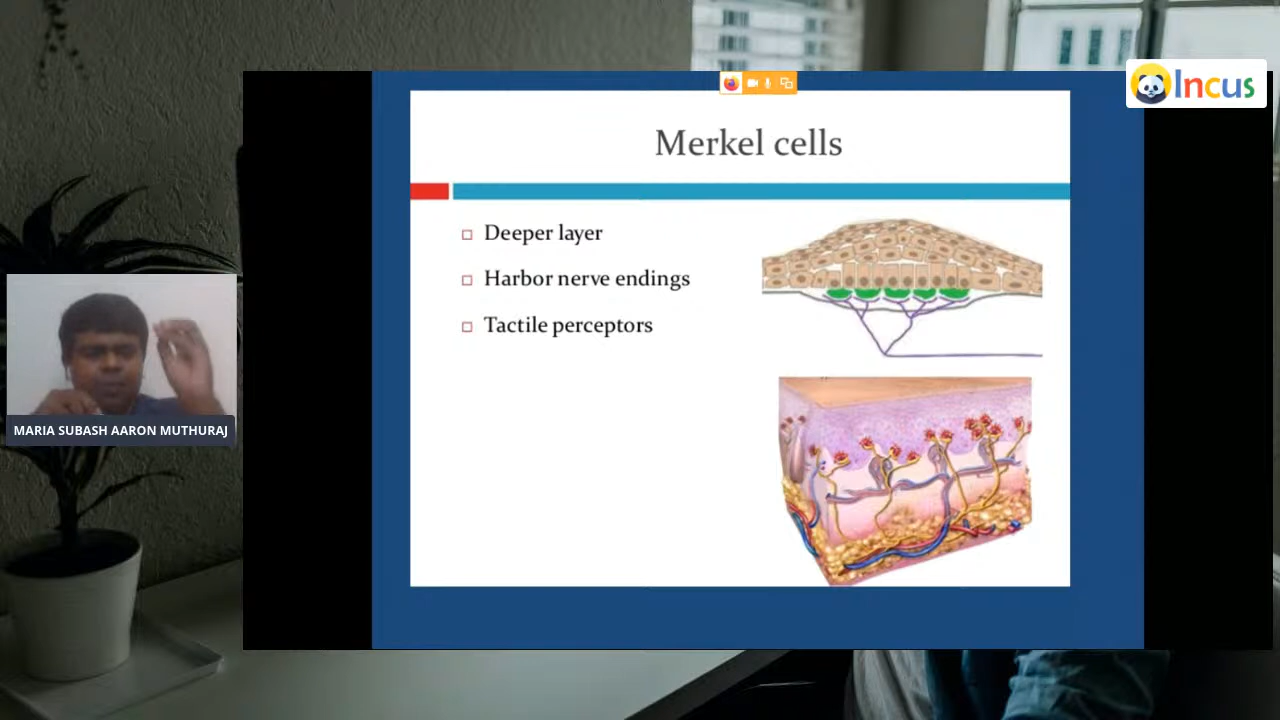 Incus
Merkel cells
Deeper layer
Harbor nerve endings
Tactile perceptors
MARIA SUBASH AARON MUTHURAJ